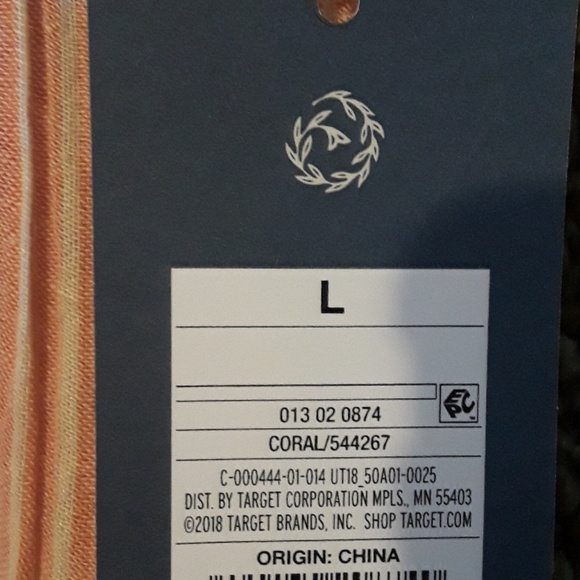 L
EPC
013 02 0874
CORAL/544267
C-000444-01-014 UT18_50A01-0025
DIST. BY TARGET CORPORATION MPLS., MN 55403
©2018 TARGET BRANDS, INC. SHOP TARGET.COM
ORIGIN: CHINA